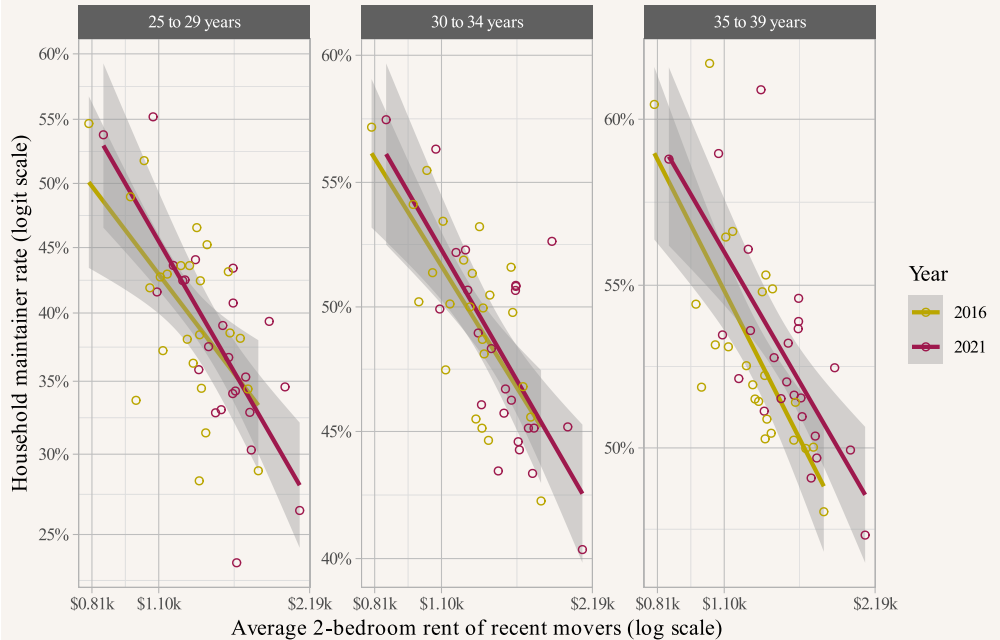 25 to 29 years
30 to 34 years
35 to 39 years
Household maintainer rate (logit scale)
60%
55%
50%
45%
40%
35%
30%
25%
60%
55%
50%
45%
40%
60%
55%
50%
$0.81k $1.10k $2.19k
$0.81k $1.10k $2.19k
$0.81k $1.10k $2.19k
Average 2-bedroom rent of recent movers (log scale)
Year
2016
2021